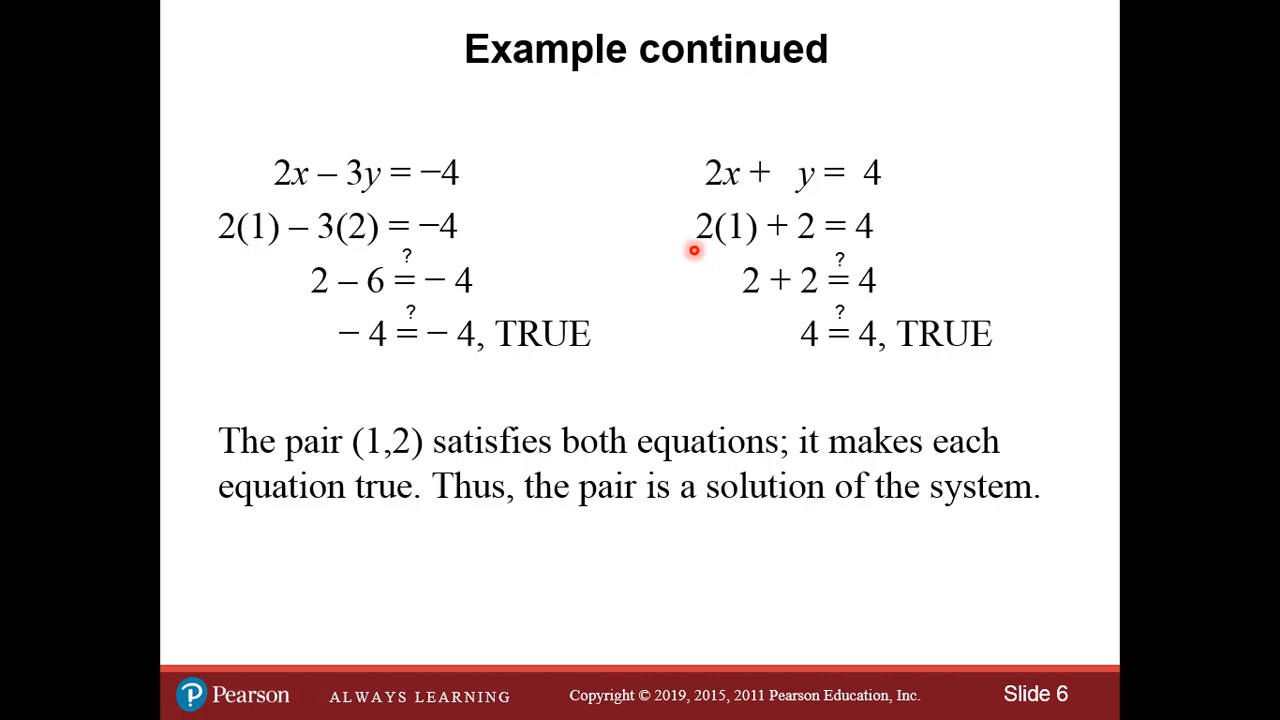 Example continued
2x – 3y = −4
2(1) – 3(2) = −4
2 – 6 ≟ − 4
− 4 ≟ − 4, TRUE
2x + y = 4
2(1) + 2 = 4
2 + 2 ≟ 4
4 ≟ 4, TRUE
The pair (1,2) satisfies both equations; it makes each
equation true. Thus, the pair is a solution of the system.
P Pearson ALWAYS LEARNING Copyright © 2019, 2015, 2011 Pearson Education, Inc. Slide 6